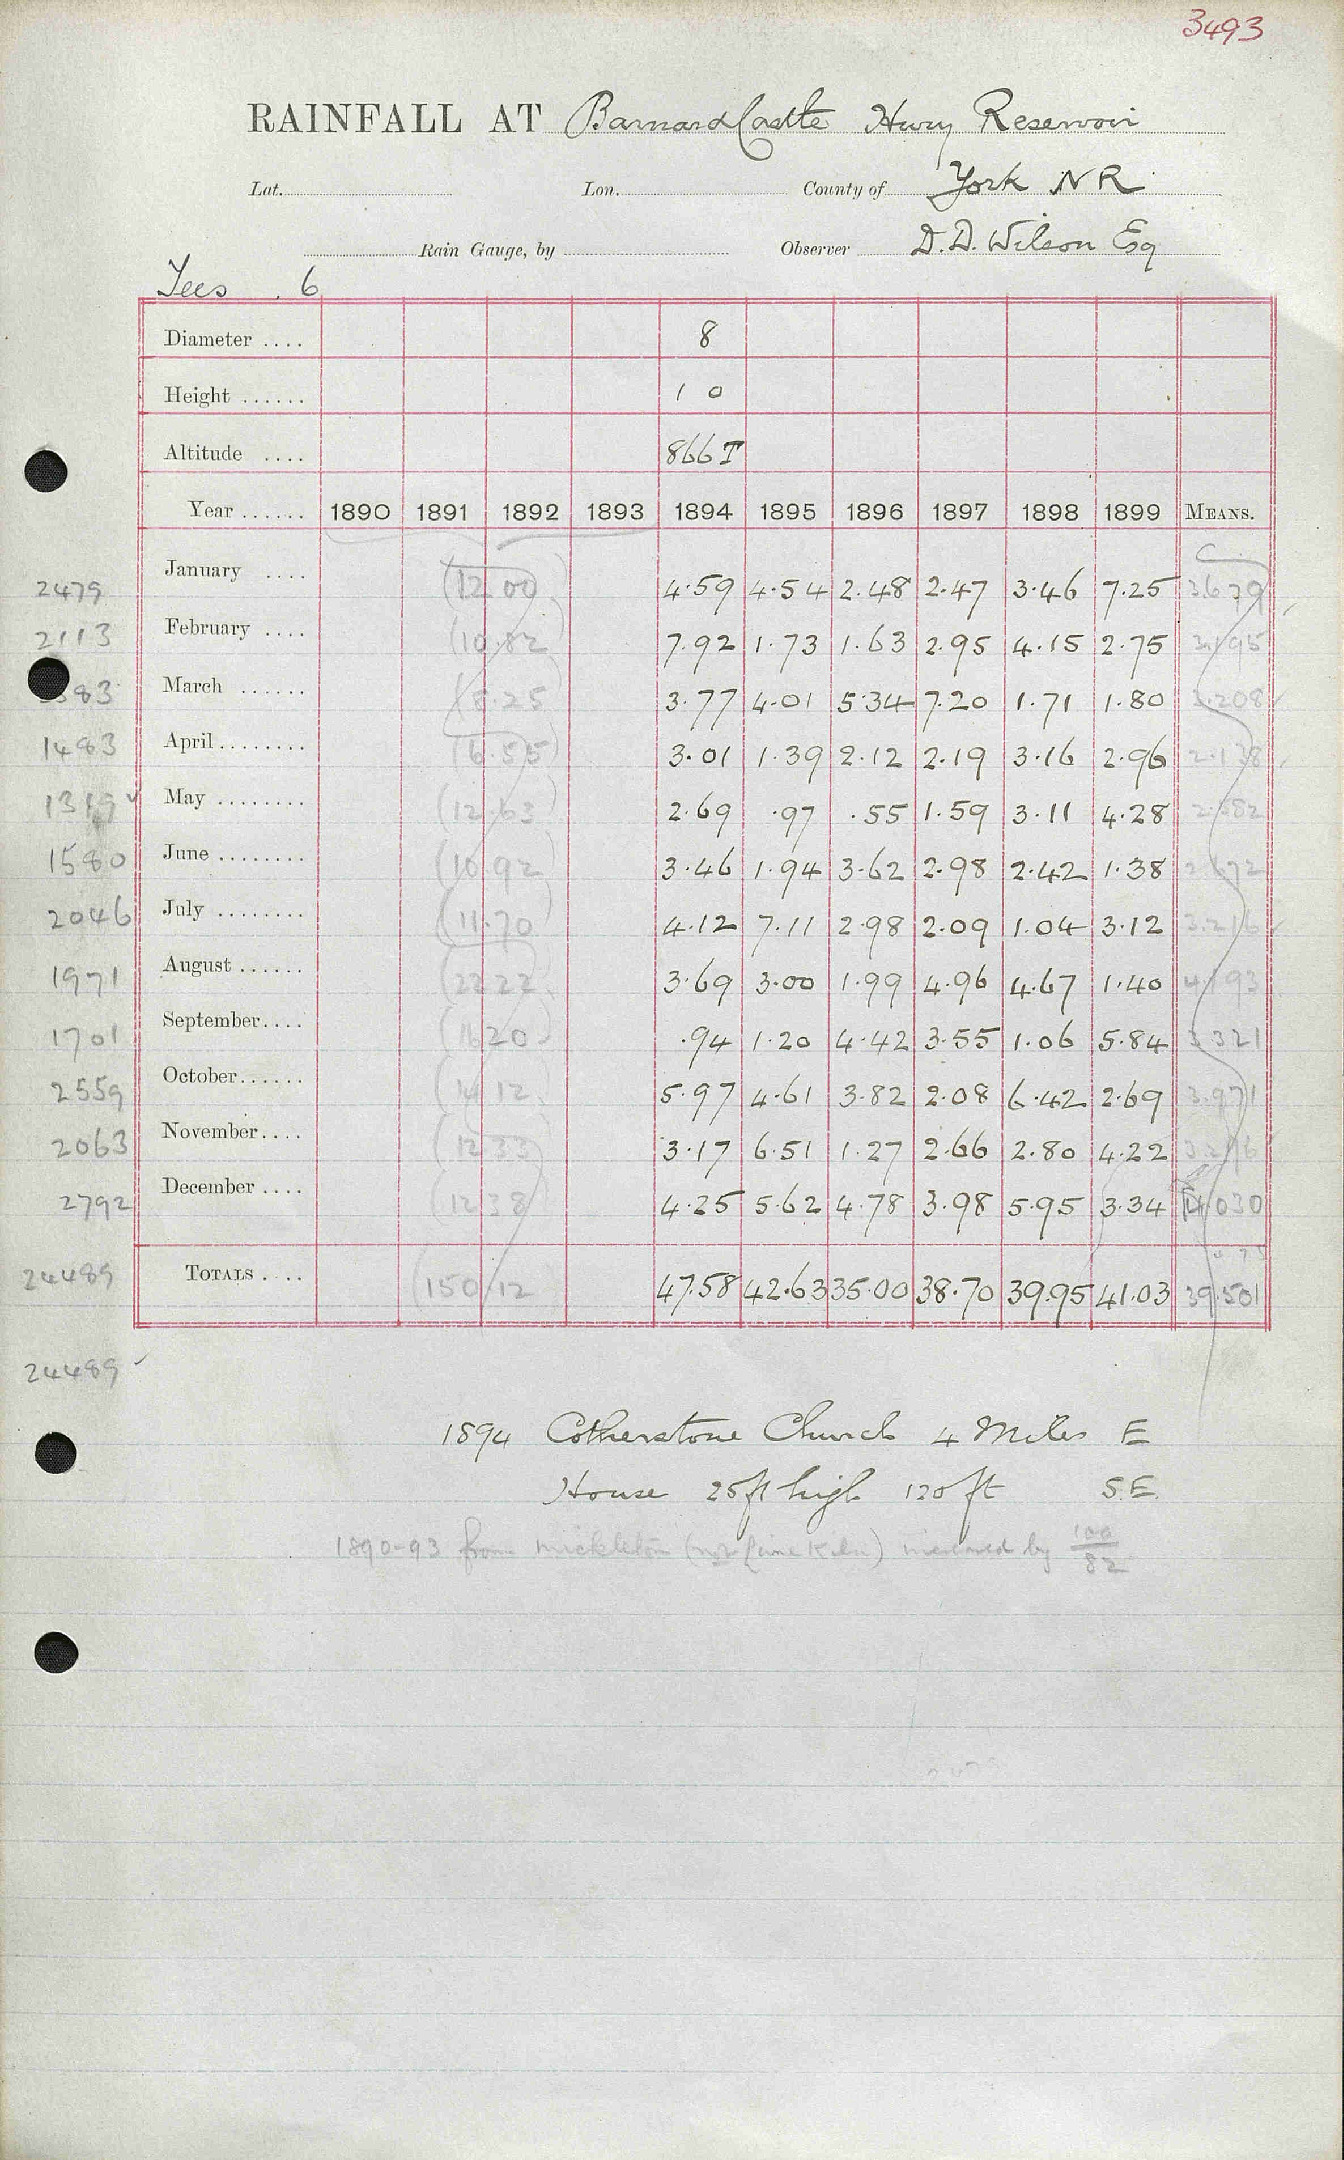 3493
RAINFALL AT Barnard Castle Hury Reservoir
Lat. Lon. County of York N R
Rain Gauge, by Observer D. D. Wilson Esq
Tees 6
Diameter .... 8
Height ...... 1 0
Altitude .... 866 T
Year ...... 1890 1891 1892 1893 1894 1895 1896 1897 1898 1899 MEANS.
2479 January .... (12.00) 4.59 4.54 2.48 2.47 3.46 7.25 3.679
2113 February .... (10.82) 7.92 1.73 1.63 2.95 4.15 2.75 3.195
83 March ...... (8.25) 3.77 4.01 5.34 7.20 1.71 1.80 3.208
1483 April ........ (6.55) 3.01 1.39 2.12 2.19 3.16 2.96 2.138
1319 May ........ (12.63) 2.69 .97 .55 1.59 3.11 4.28 2.582
1580 June ........ (10.92) 3.46 1.94 3.62 2.98 2.42 1.38 2.672
2046 July ........ (11.70) 4.12 7.11 2.98 2.09 1.04 3.12 3.216
1971 August ...... (22.22) 3.69 3.00 1.99 4.96 4.67 1.40 4.193
1701 September .... (16.20) .94 1.20 4.42 3.55 1.06 5.84 3.321
2559 October ...... (14.12) 5.97 4.61 3.82 2.08 6.42 2.69 3.971
2063 November .... (12.33) 3.17 6.51 1.27 2.66 2.80 4.22 3.296
2792 December .... (12.38) 4.25 5.62 4.78 3.98 5.95 3.34 4.030
24489 TOTALS .... (150.12) 47.58 42.63 35.00 38.70 39.95 41.03 39.501
24489
1894 Cotherstone Church 4 Miles E
House 25ft high 120 ft S.E.
1890-93 from Mickleton (nr Lime Kiln) increased by 100/82